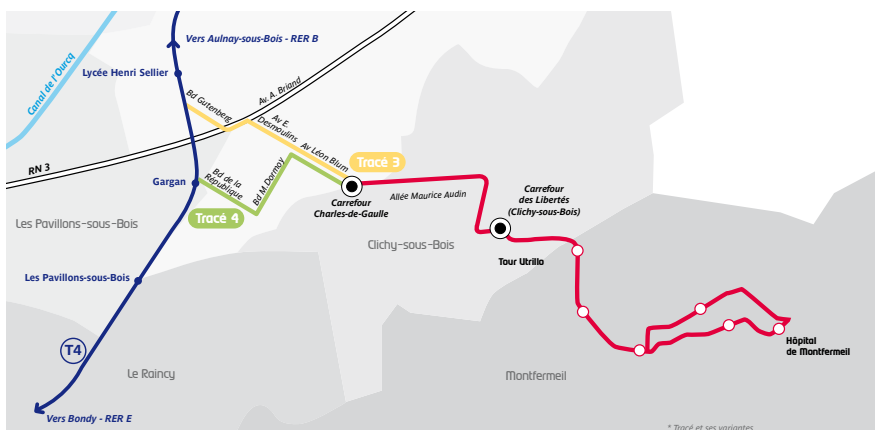 Vers Aulnay-sous-Bois - RER B
Canal de l'Ourcq
Lycée Henri Sellier
Bd Gutenberg
Av. A. Briand
Av E.
Desmoulins
Av Léon Blum
RN 3
Tracé 3
Gargan
Bd de la
République
Bd M.Dormoy
Allée Maurice Audin
Carrefour
des Libertés
(Clichy-sous-Bois)
Carrefour
Charles-de-Gaulle
Tracé 4
Les Pavillons-sous-Bois
Clichy-sous-Bois
Tour Utrillo
Les Pavillons-sous-Bois
T4
Hôpital
de Montfermeil
Le Raincy
Montfermeil
Vers Bondy - RER E
* Tracé et ses variantes